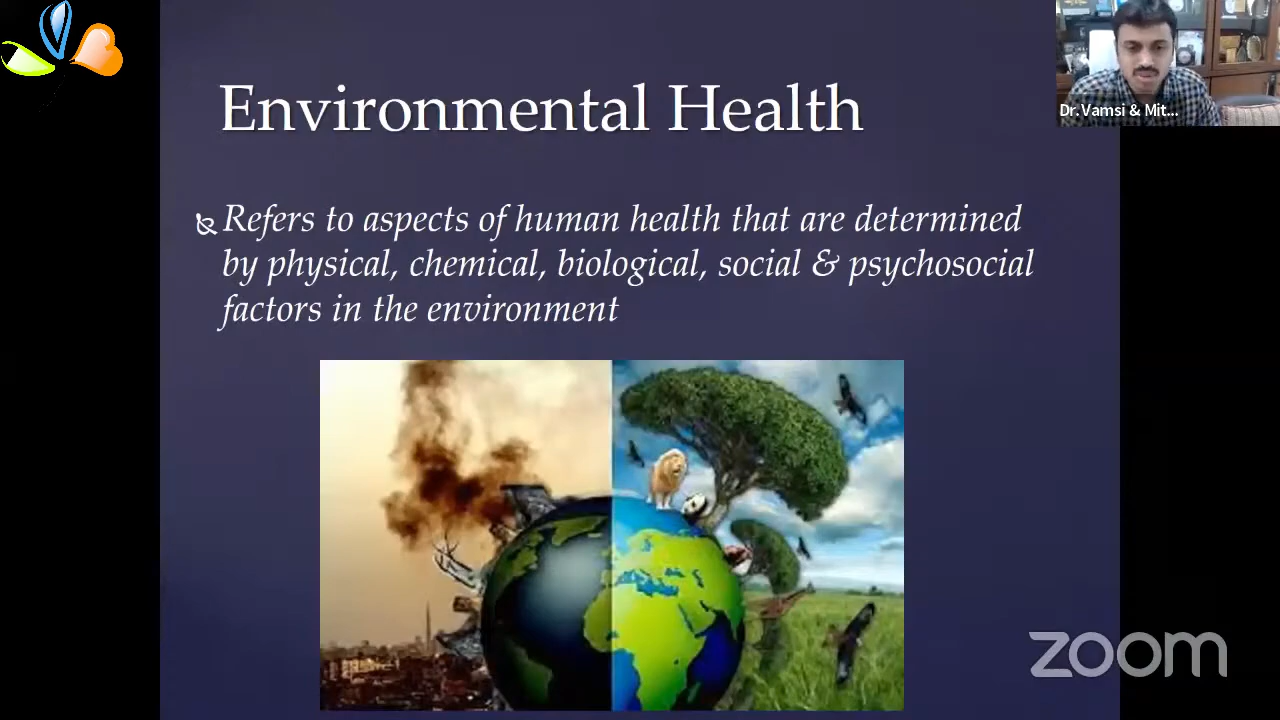 Environmental Health
Dr.Vamsi & Mit...
Refers to aspects of human health that are determined
by physical, chemical, biological, social & psychosocial
factors in the environment
zoom